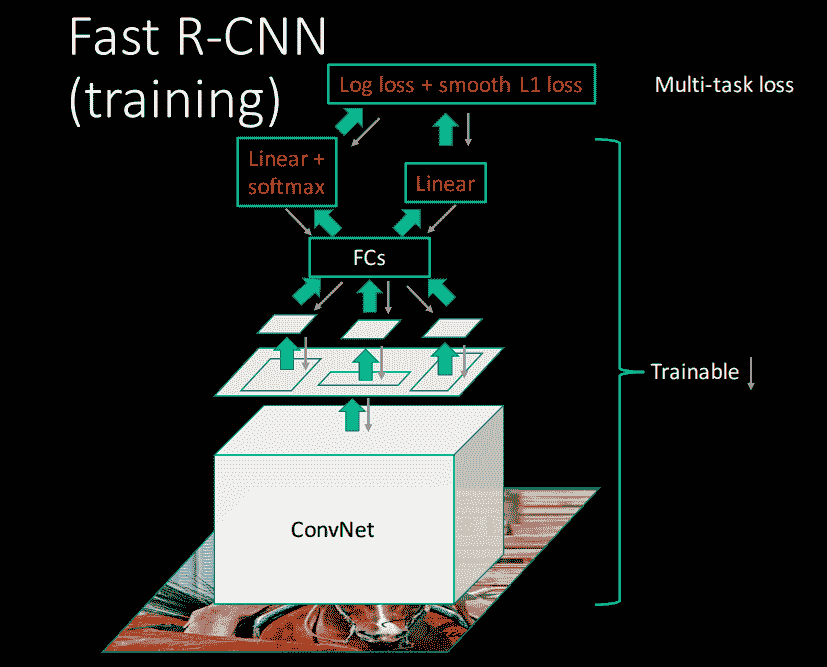 Fast R-CNN
(training)
Log loss + smooth L1 loss
Multi-task loss
Linear +
softmax
Linear
FCs
Trainable
ConvNet